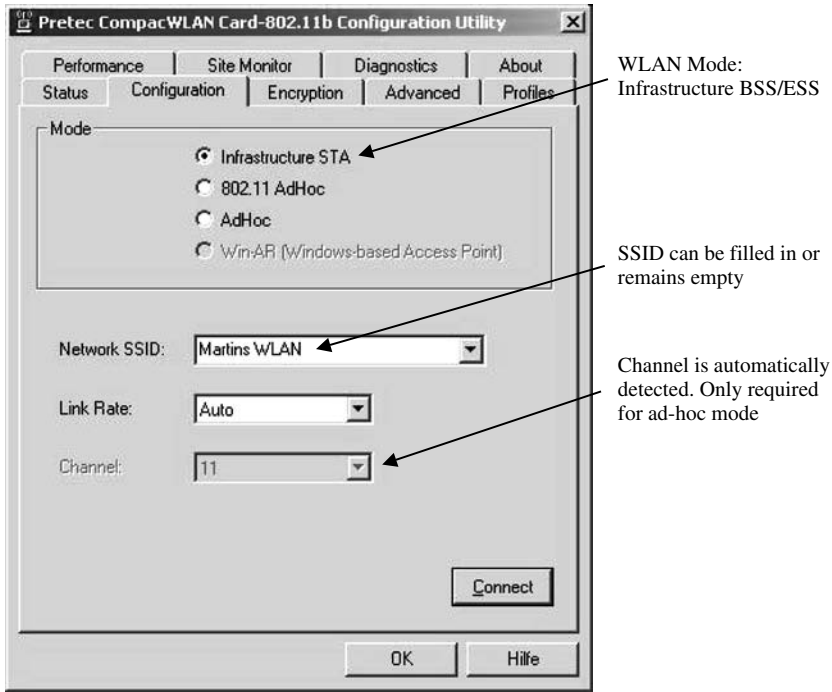 Pretec CompacWLAN Card-802.11b Configuration Utility
Performance Site Monitor Diagnostics About
Status Configuration Encryption Advanced Profiles
Mode
Infrastructure STA
802.11 AdHoc
AdHoc
Win-AR (Windows-based Access Point)
Network SSID: Martins WLAN
Link Rate: Auto
Channel: 11
Connect
OK Hilfe
WLAN Mode:
Infrastructure BSS/ESS
SSID can be filled in or
remains empty
Channel is automatically
detected. Only required
for ad-hoc mode